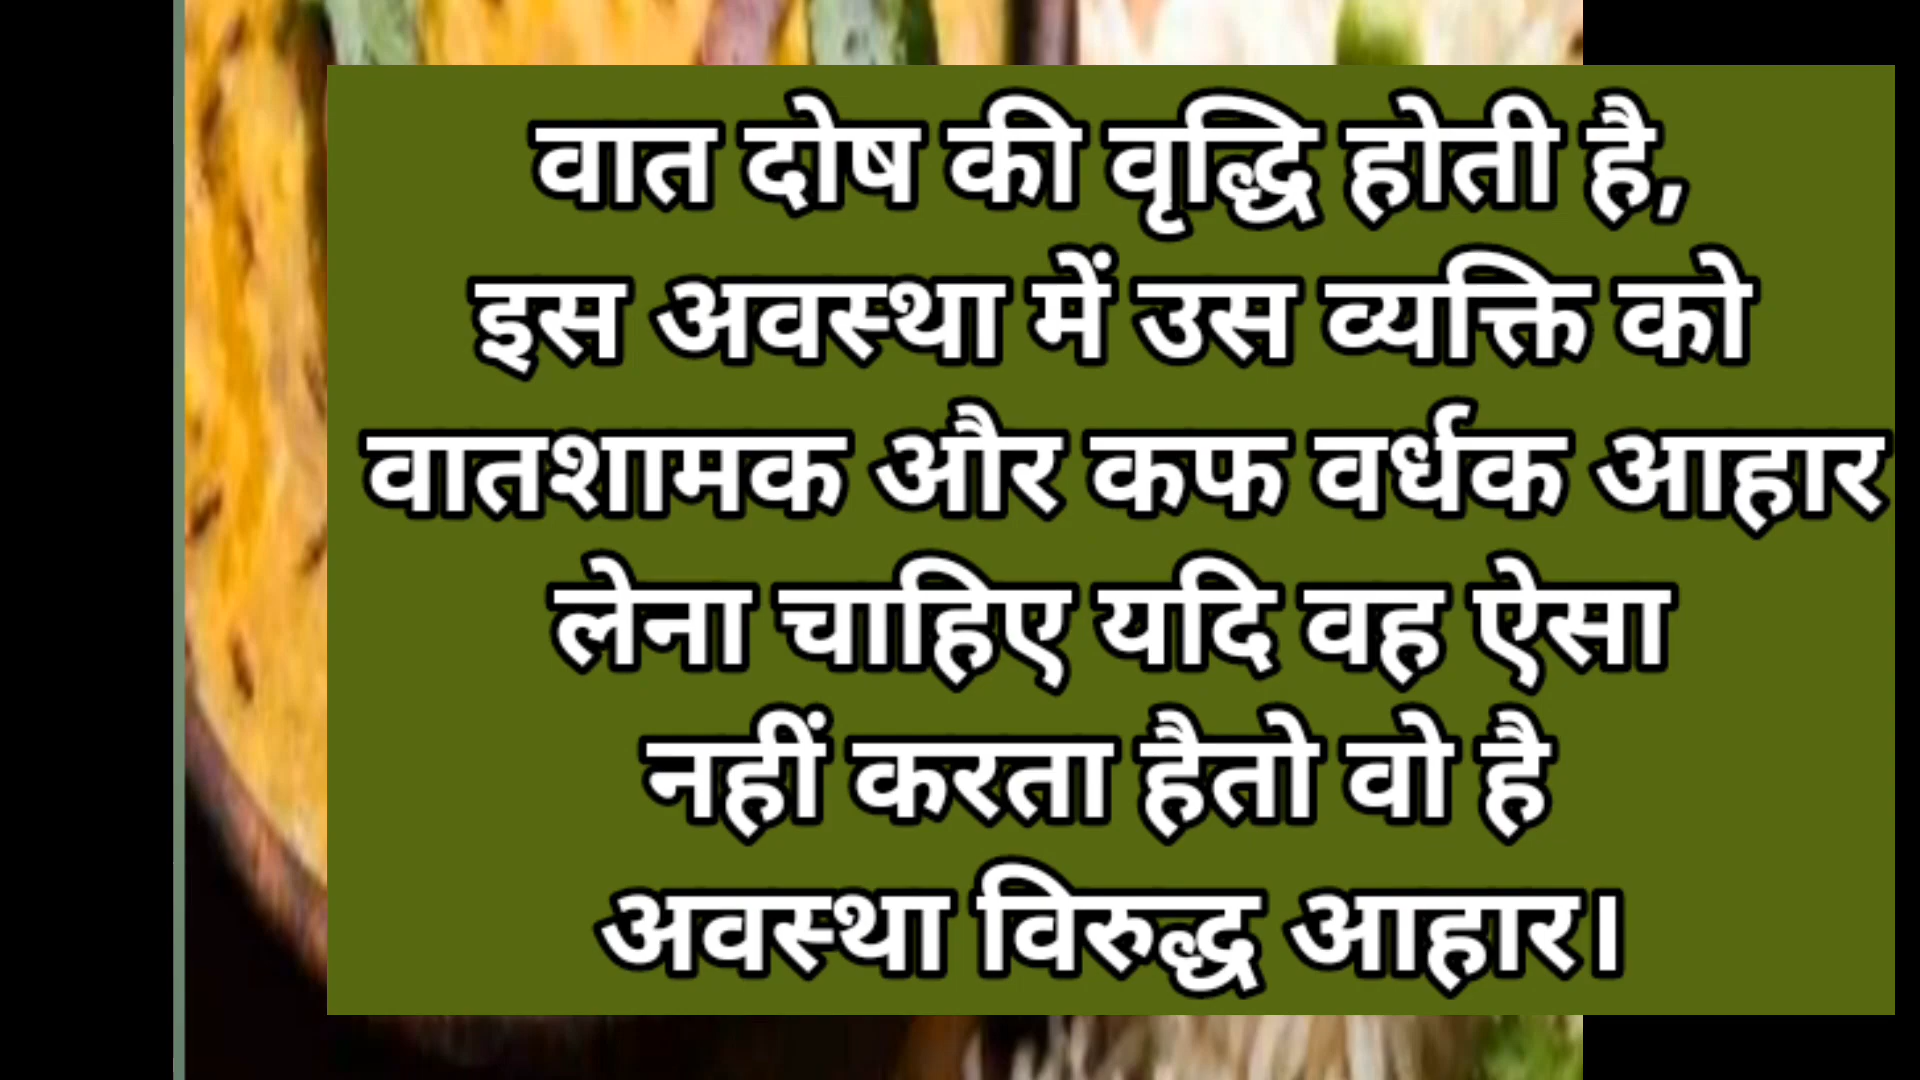 वात दोष की वृद्धि होती है,
इस अवस्था में उस व्यक्ति को
वातशामक और कफ वर्धक आहार
लेना चाहिए यदि वह ऐसा
नहीं करता हैतो वो है
अवस्था विरुद्ध आहार।